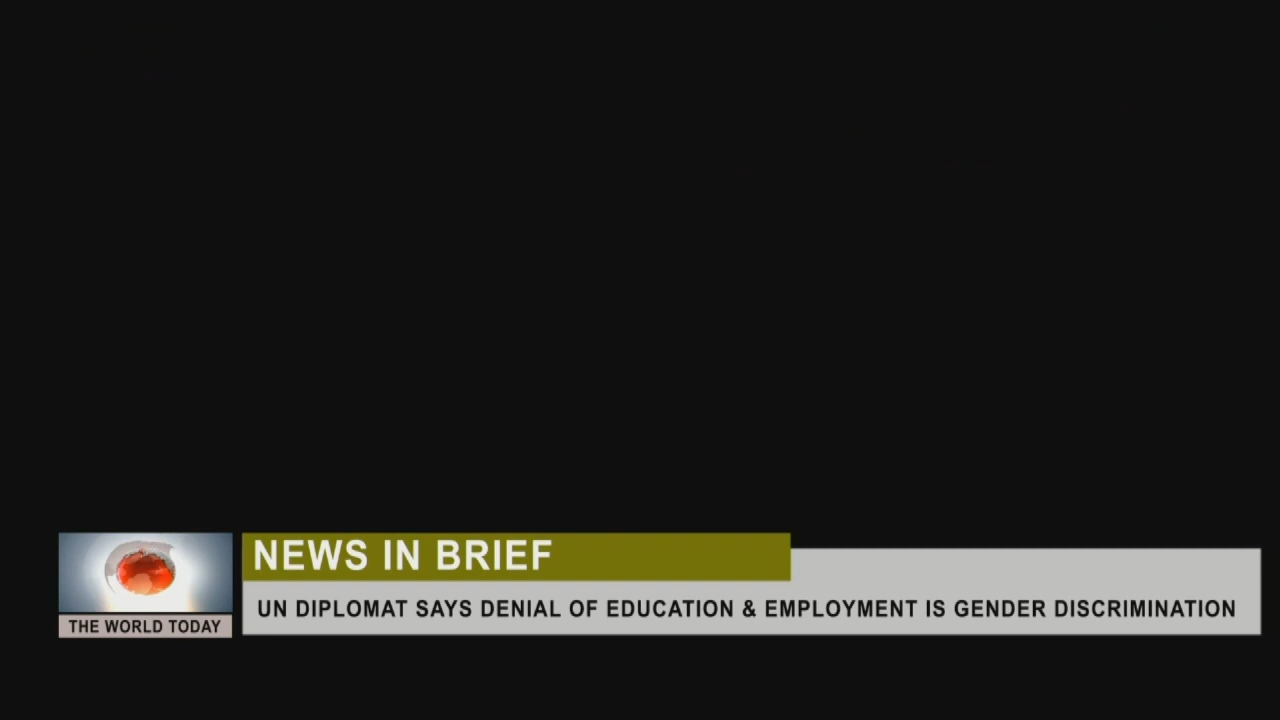 NEWS IN BRIEF
UN DIPLOMAT SAYS DENIAL OF EDUCATION & EMPLOYMENT IS GENDER DISCRIMINATION
THE WORLD TODAY